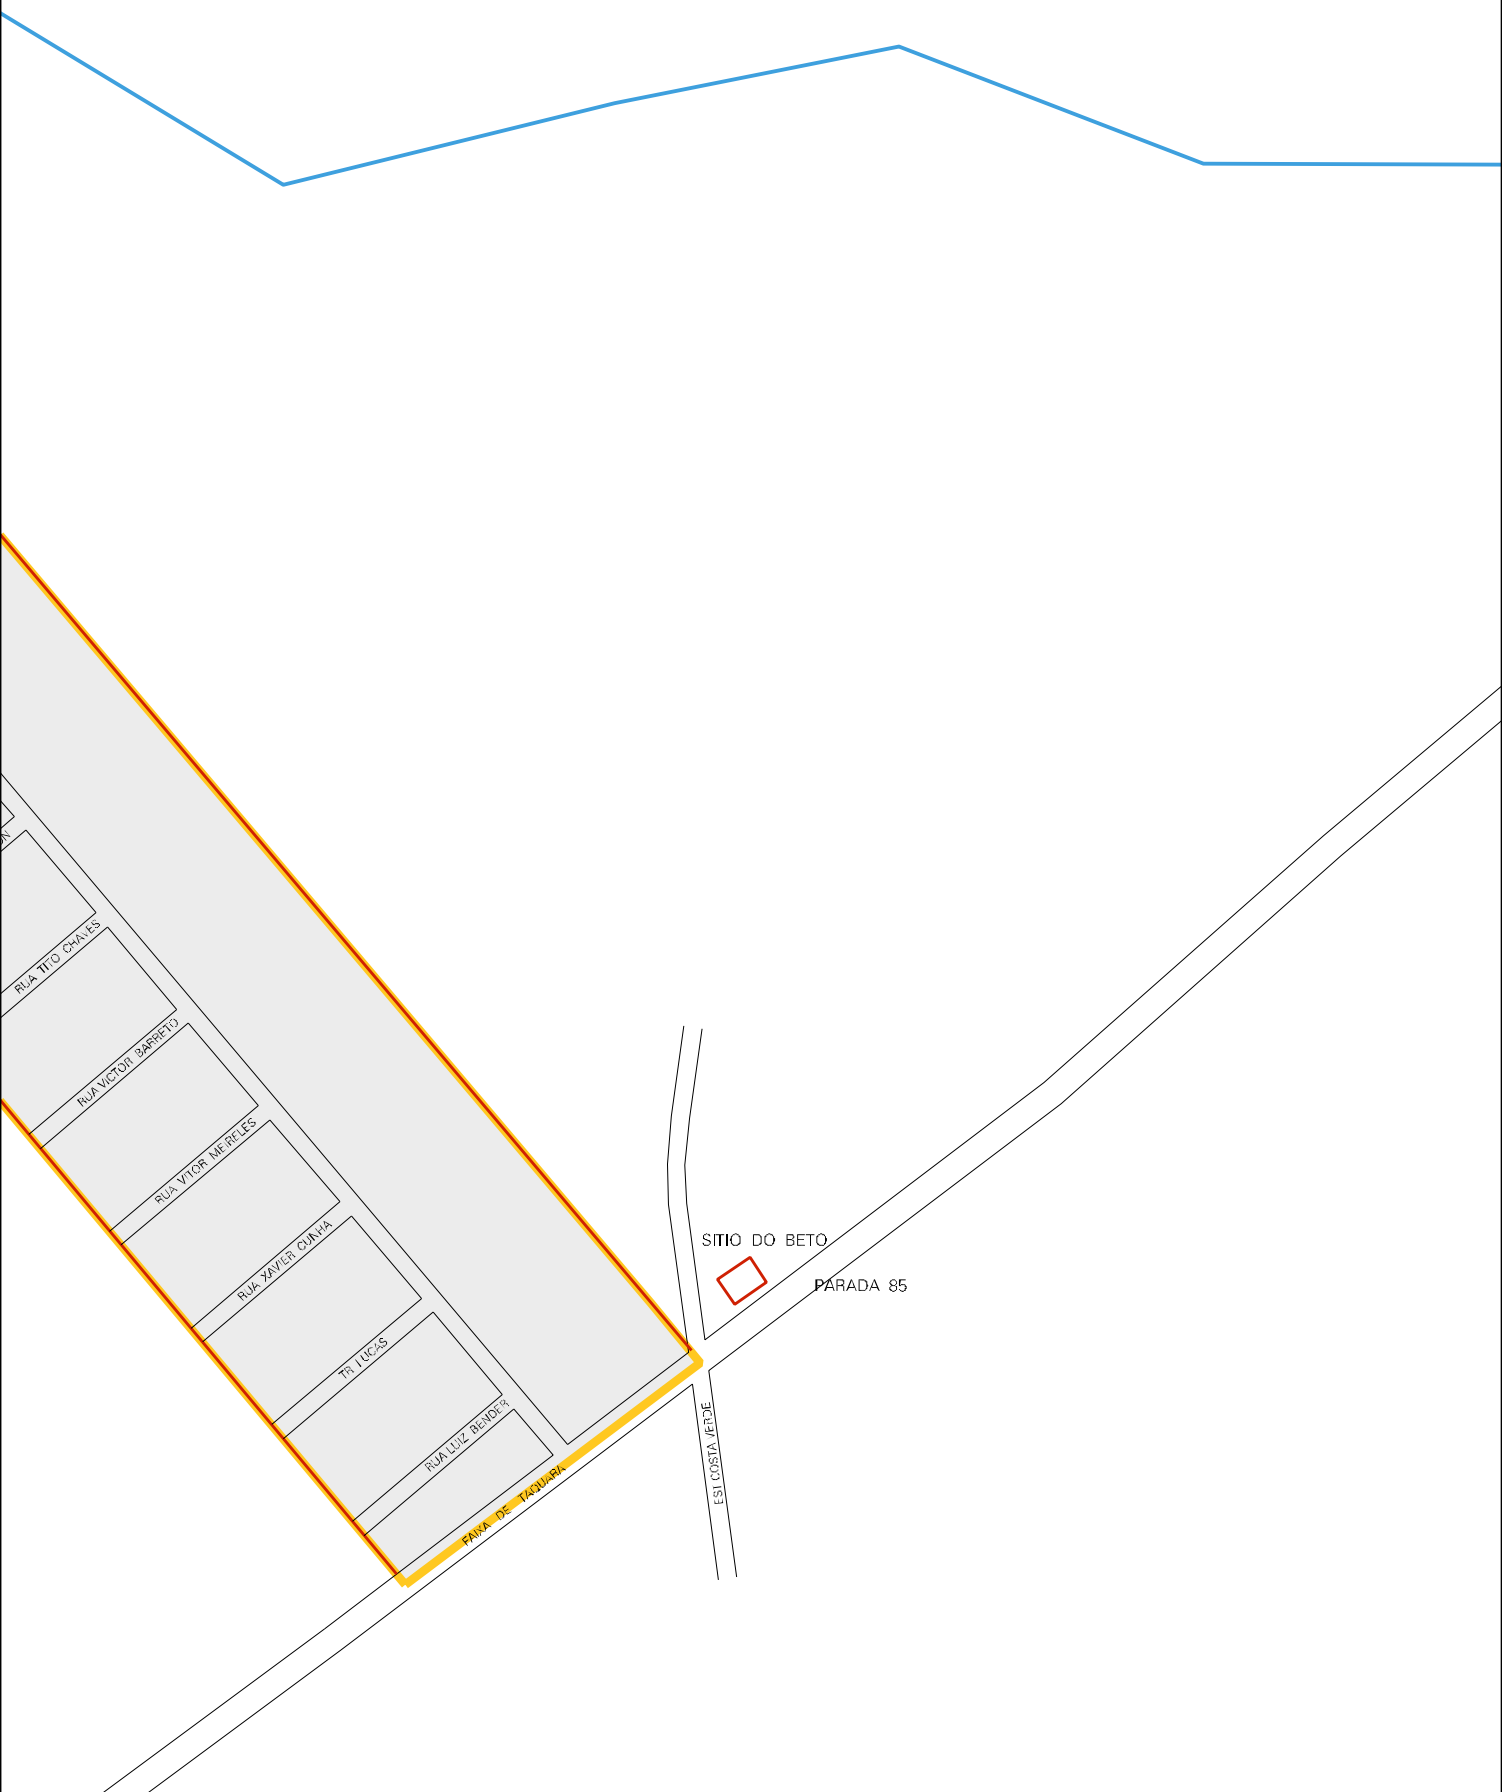 RUA TITO CHAVES
RUA VICTOR BARRETO
RUA VITOR MEIRELES
RUA XAVIER CUNHA
SITIO DO BETO
PARADA 85
TR LUCAS
RUA LUIZ BENDER
EST COSTA VERDE
FAIXA DE TAQUARA